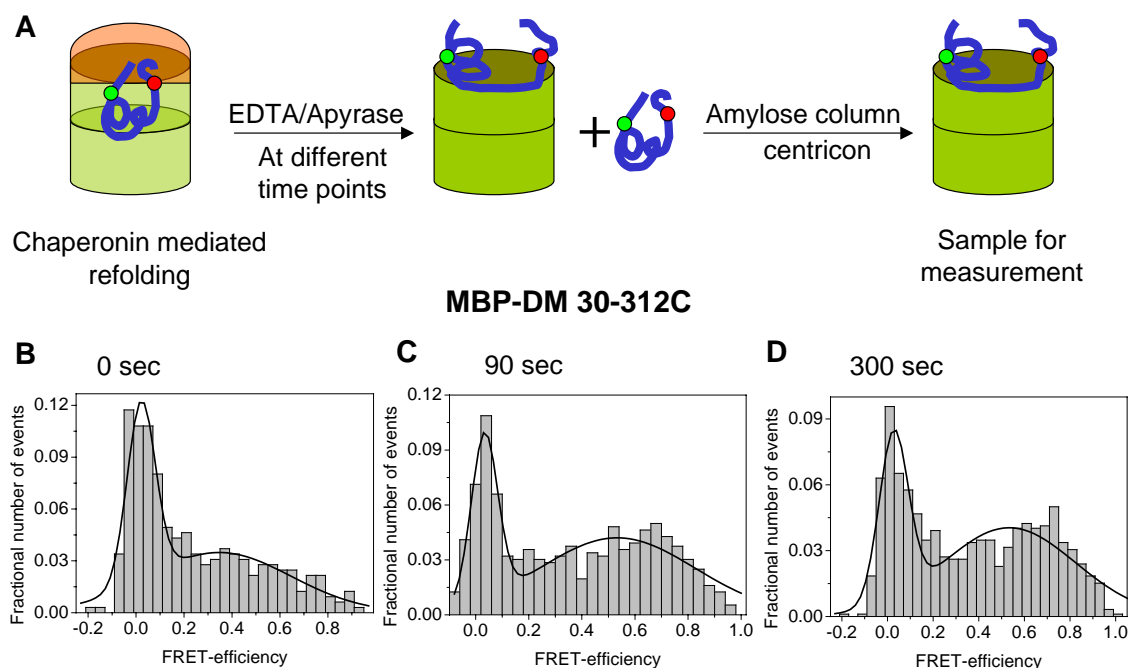 A
EDTA/Apyrase
At different
time points
+
Amylose column
centricon
Chaperonin mediated
refolding
Sample for
measurement
MBP-DM 30-312C
B
0 sec
Fractional number of events
0.12
0.09
0.06
0.03
0.00
-0.2 0.0 0.2 0.4 0.6 0.8
FRET-efficiency
C
90 sec
Fractional number of events
0.12
0.09
0.06
0.03
0.00
0.0 0.2 0.4 0.6 0.8 1.0
FRET-efficiency
D
300 sec
Fractional number of events
0.09
0.06
0.03
0.00
-0.2 0.0 0.2 0.4 0.6 0.8 1.0
FRET-efficiency